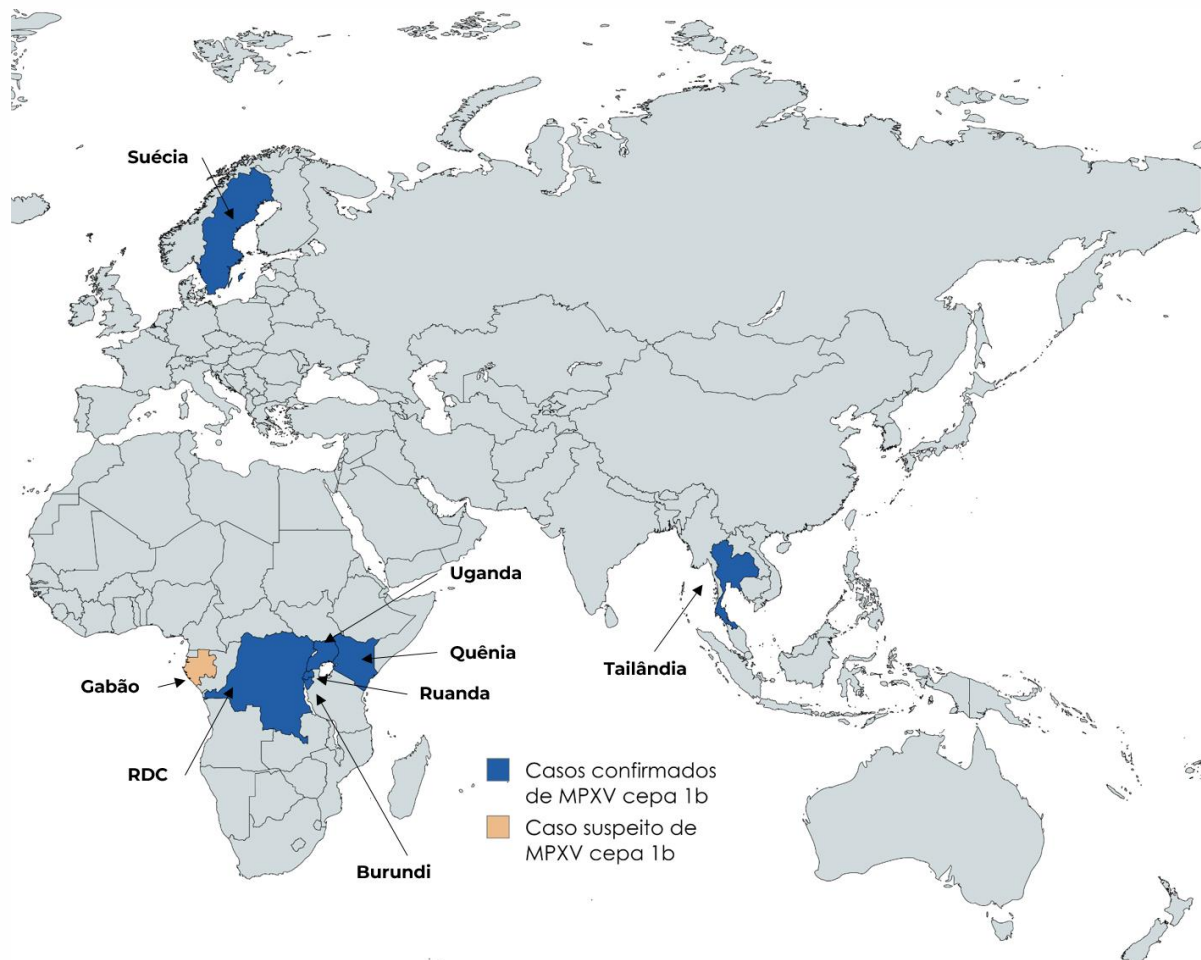 Suécia
Uganda
Quênia
Tailândia
Gabão
Ruanda
RDC
Casos confirmados
de MPXV cepa 1b
Caso suspeito de
MPXV cepa 1b
Burundi